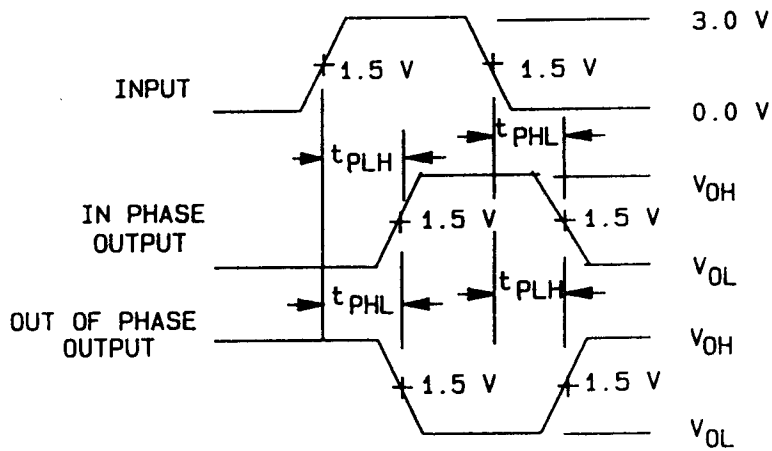 3.0 V
1.5 V
1.5 V
INPUT
0.0 V
tPHL
tPLH
VOH
IN PHASE
OUTPUT
1.5 V
1.5 V
VOL
tPHL
tPLH
OUT OF PHASE
OUTPUT
VOH
1.5 V
1.5 V
VOL